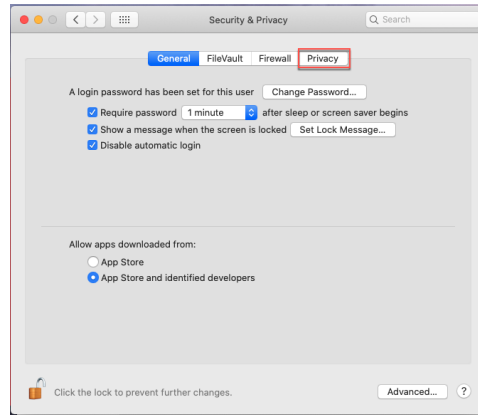 Security & Privacy
Search
General FileVault Firewall Privacy
A login password has been set for this user Change Password...
Require password 1 minute after sleep or screen saver begins
Show a message when the screen is locked Set Lock Message...
Disable automatic login
Allow apps downloaded from:
App Store
App Store and identified developers
Click the lock to prevent further changes.
Advanced... ?